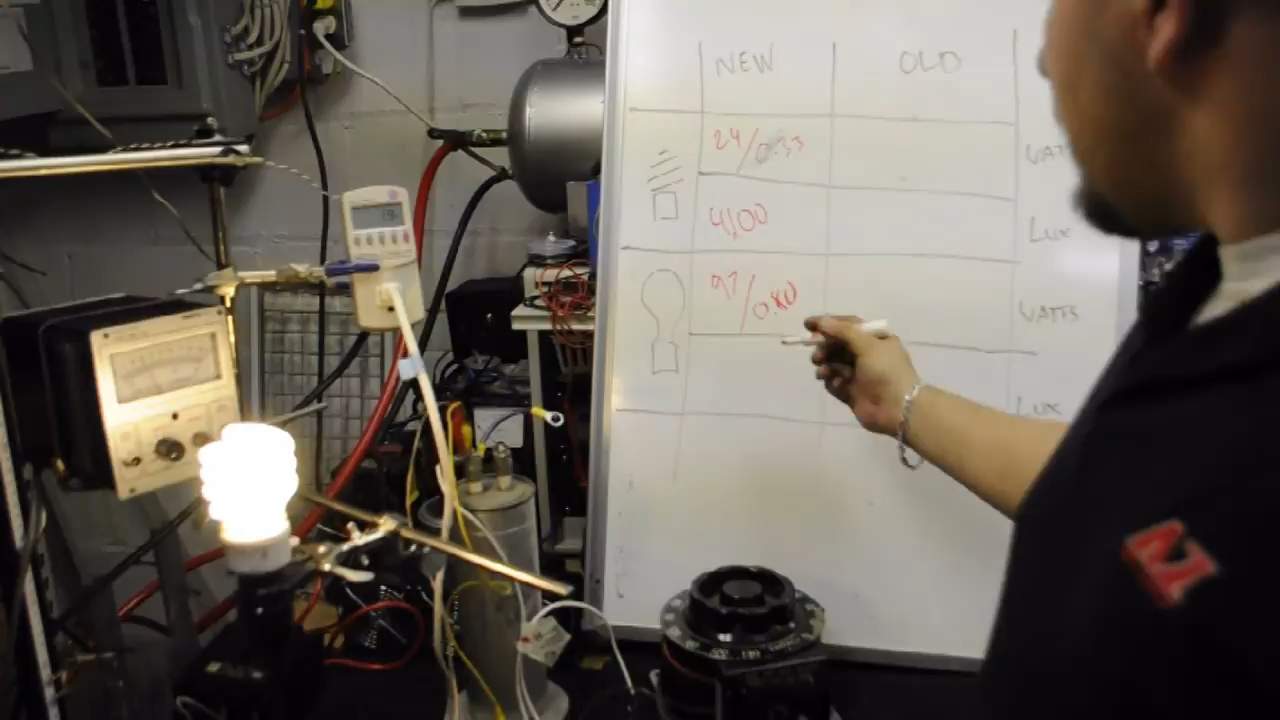 NEW OLD
24/0.33
WATTS
4,100
LUX
97/0.80
WATTS
LUX